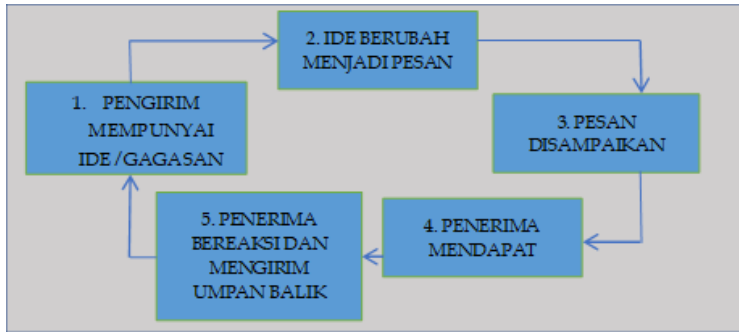 1. PENGIRIM
MEMPUNYAI
IDE /GAGASAN
2. IDE BERUBAH
MENJADI PESAN
3. PESAN
DISAMPAIKAN
4. PENERIMA
MENDAPAT
5. PENERIMA
BEREAKSI DAN
MENGIRIM
UMPAN BALIK